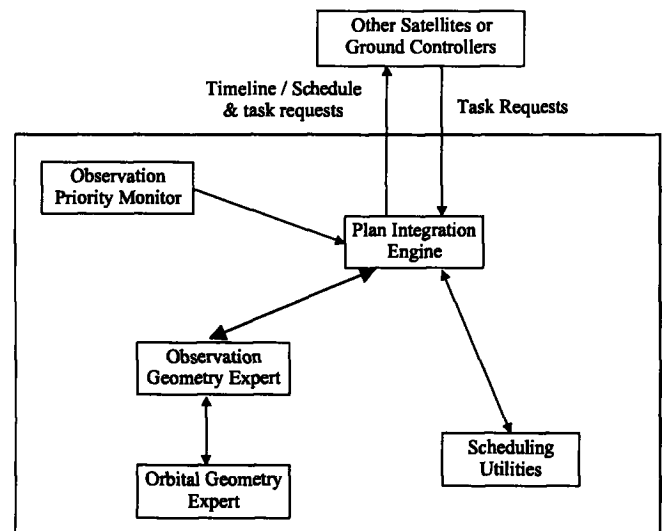 Other Satellites or
Ground Controllers
Timeline / Schedule
& task requests
Task Requests
Observation
Priority Monitor
Plan Integration
Engine
Observation
Geometry Expert
Scheduling
Utilities
Orbital Geometry
Expert